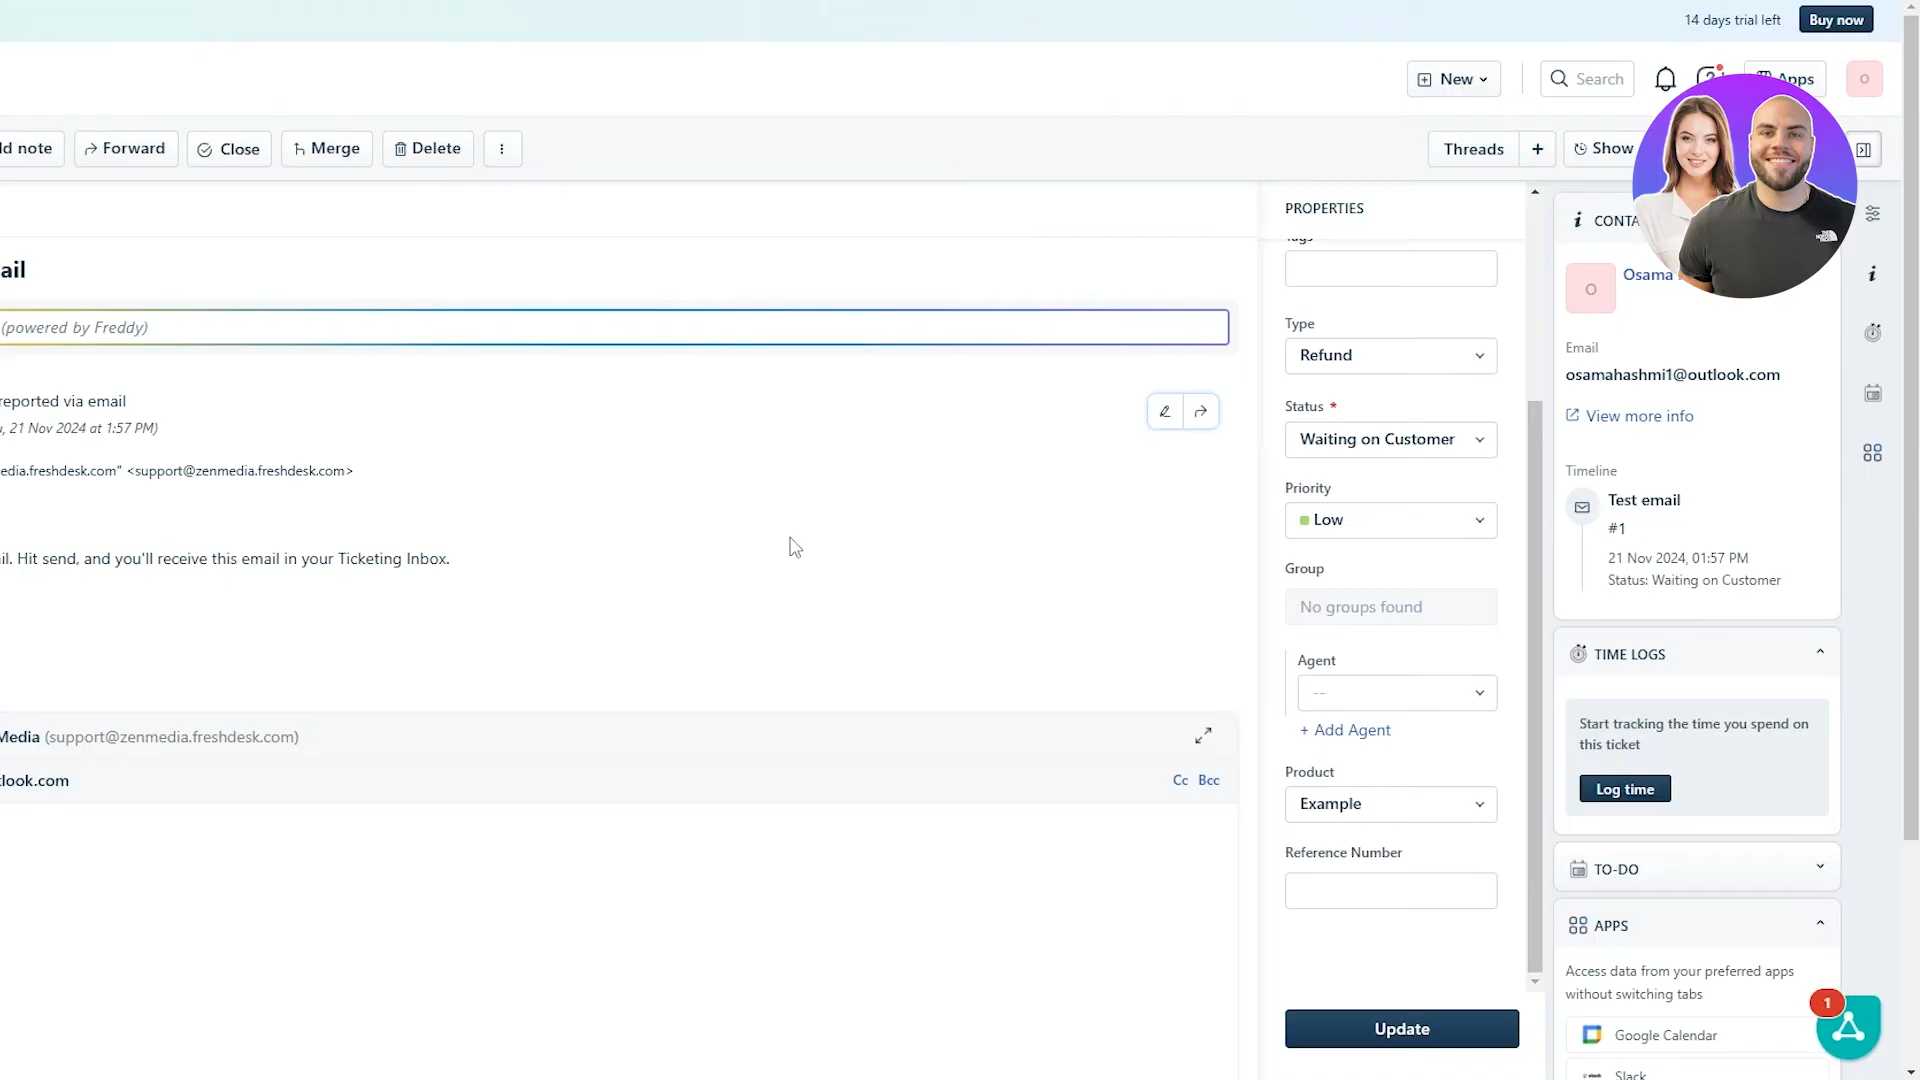 14 days trial left
Buy now
New
Search
Apps
O
note
Forward
Close
Merge
Delete
Threads
+
Show
PROPERTIES
Tags
CONTA
ail
O
Osama
(powered by Freddy)
Type
Refund
Email
osamahashmi1@outlook.com
reported via email
21 Nov 2024 at 1:57 PM)
Status *
View more info
Waiting on Customer
edia.freshdesk.com" <support@zenmedia.freshdesk.com>
Timeline
Priority
Test email
Low
#1
il. Hit send, and you'll receive this email in your Ticketing Inbox.
21 Nov 2024, 01:57 PM
Group
Status: Waiting on Customer
No groups found
Agent
--
TIME LOGS
+ Add Agent
Start tracking the time you spend on
this ticket
Media (support@zenmedia.freshdesk.com)
Product
Log time
look.com
Cc Bcc
Example
Reference Number
TO-DO
APPS
Access data from your preferred apps
without switching tabs
1
Update
Google Calendar
Slack